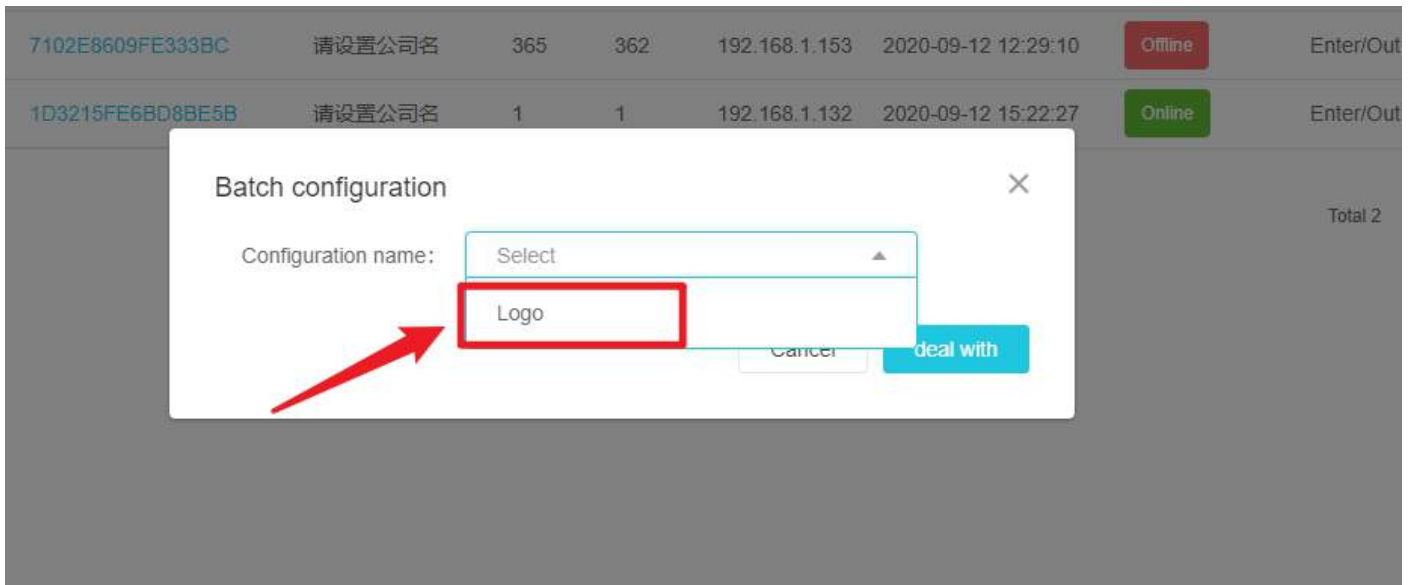 7102E8609FE333BC 请设置公司名 365 362 192.168.1.153 2020-09-12 12:29:10 Offline Enter/Out
1D3215FE6BD8BE5B 请设置公司名 1 1 192.168.1.132 2020-09-12 15:22:27 Online Enter/Out
Batch configuration
Total 2
Configuration name: Select
Logo
Cancel deal with